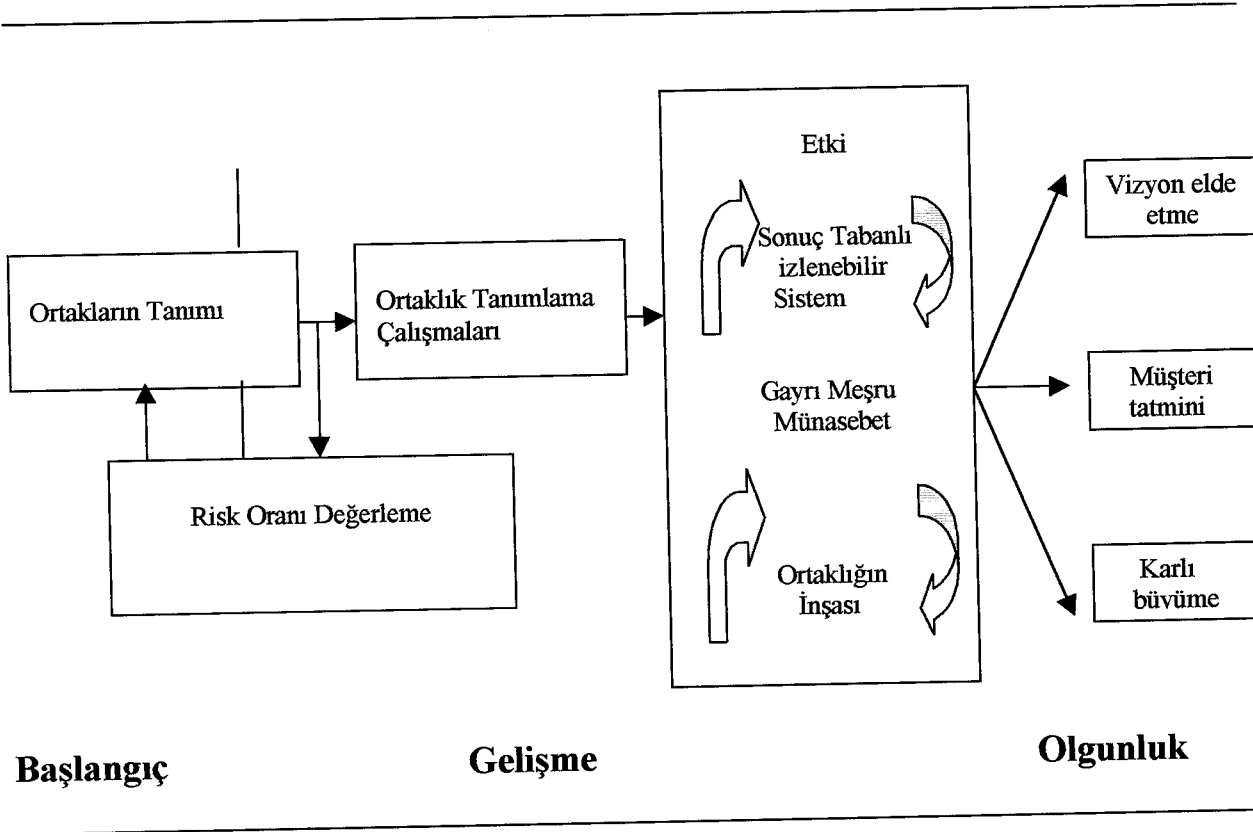 Ortakların Tanımı
Ortaklık Tanımlama
Çalışmaları
Risk Oranı Değerleme
Etki
Sonuç Tabanlı
izlenebilir
Sistem
Gayrı Meşru
Münasebet
Ortaklığın
İnşası
Vizyon elde
etme
Müşteri
tatmini
Karlı
büvüme
Başlangıç
Gelişme
Olgunluk